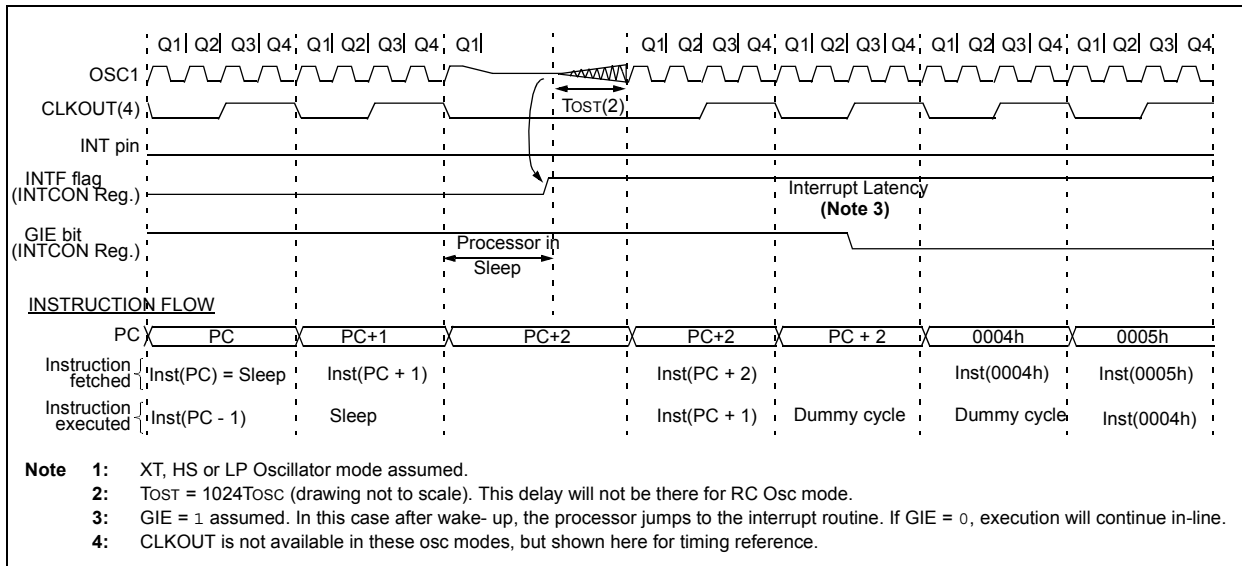 Q1 Q2 Q3 Q4 Q1 Q2 Q3 Q4 Q1 Q1 Q2 Q3 Q4 Q1 Q2 Q3 Q4 Q1 Q2 Q3 Q4 Q1 Q2 Q3 Q4
OSC1
TOST(2)
CLKOUT(4)
INT pin
INTF flag
(INTCON Reg.)
Interrupt Latency
(Note 3)
GIE bit
(INTCON Reg.)
Processor in
Sleep
INSTRUCTION FLOW
PC PC PC+1 PC+2 PC+2 PC + 2 0004h 0005h
Instruction
fetched
Inst(PC) = Sleep Inst(PC + 1) Inst(PC + 2) Inst(0004h) Inst(0005h)
Instruction
executed
Inst(PC - 1) Sleep Inst(PC + 1) Dummy cycle Dummy cycle Inst(0004h)
Note 1: XT, HS or LP Oscillator mode assumed.
2: TOST = 1024TOSC (drawing not to scale). This delay will not be there for RC Osc mode.
3: GIE = 1 assumed. In this case after wake- up, the processor jumps to the interrupt routine. If GIE = 0, execution will continue in-line.
4: CLKOUT is not available in these osc modes, but shown here for timing reference.